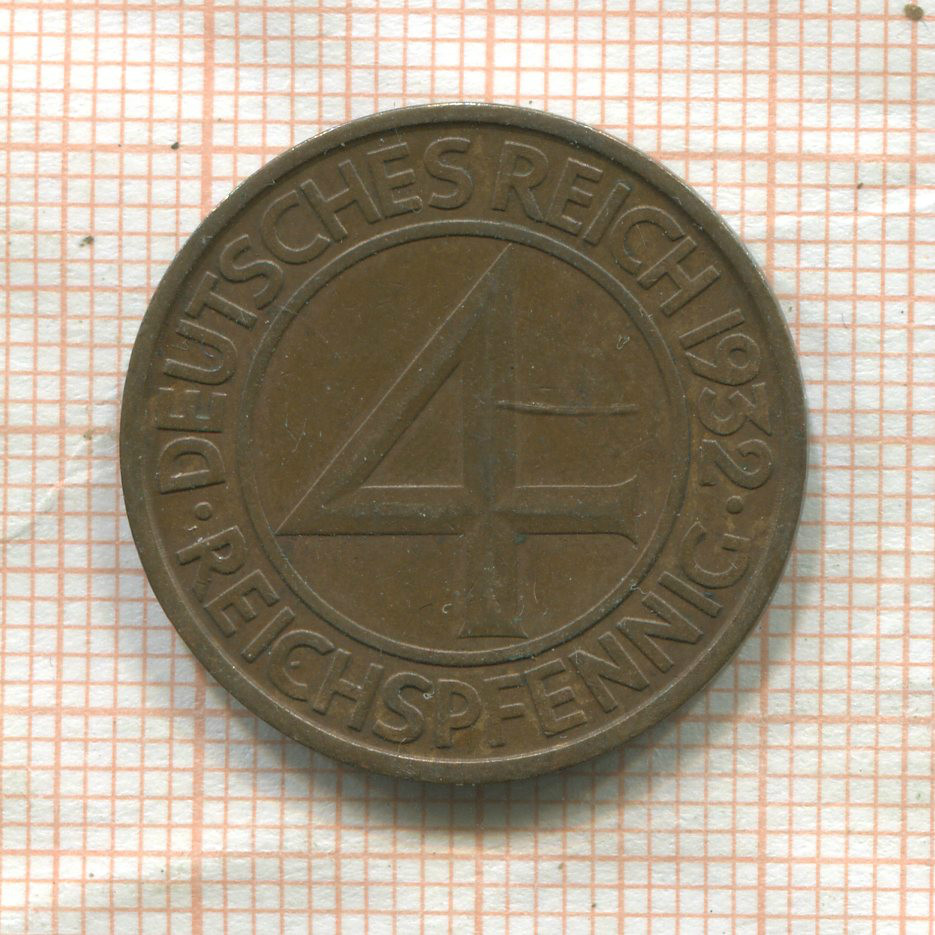 DEUTSCHES REICH 1932
· REICHSPFENNIG ·
4